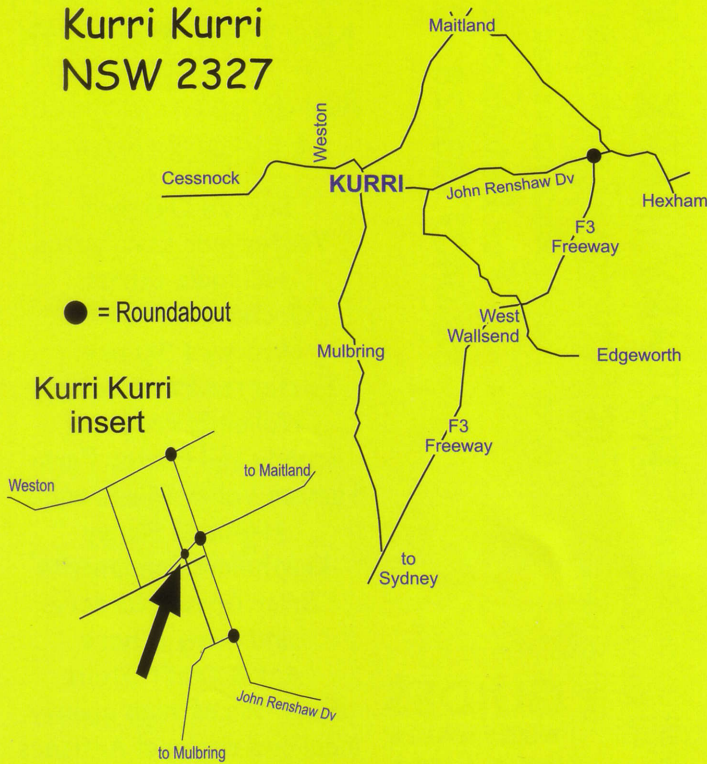 Kurri Kurri
NSW 2327
Maitland
Weston
Cessnock
KURRI
John Renshaw Dv
Hexham
F3
Freeway
= Roundabout
West
Wallsend
Mulbring
Edgeworth
Kurri Kurri
insert
F3
Freeway
Weston
to Maitland
to
Sydney
John Renshaw Dv
to Mulbring